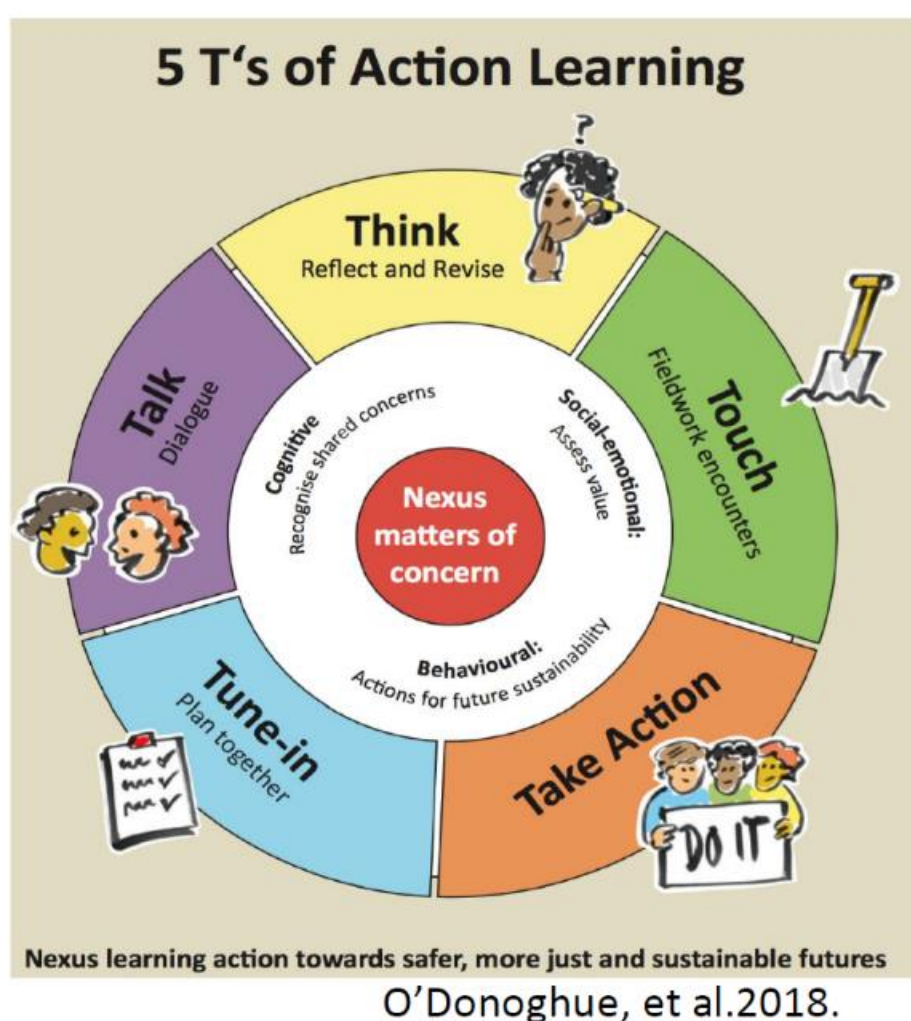 5 T‘s of Action Learning
?
Think
Reflect and Revise
Touch
Fieldwork encounters
Take Action
DO IT
Tune-in
Plan together
Talk
Dialogue
Cognitive
Recognise shared concerns
Social-emotional:
Assess value
Behavioural:
Actions for future sustainability
Nexus
matters of
concern
Nexus learning action towards safer, more just and sustainable futures
O’Donoghue, et al.2018.